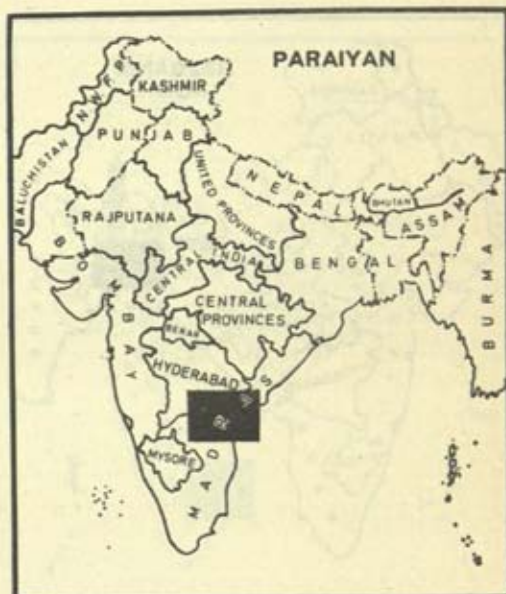 PARAIYAN
KASHMIR
N.W.F.P.
PUNJAB
BALUCHISTAN
RAJPUTANA
UNITED PROVINCES
NEPAL
BHUTAN
ASSAM
BENGAL
BURMA
CENTRAL INDIA
CENTRAL PROVINCES
BOMBAY
BERAR
HYDERABAD
MYSORE
MADRAS